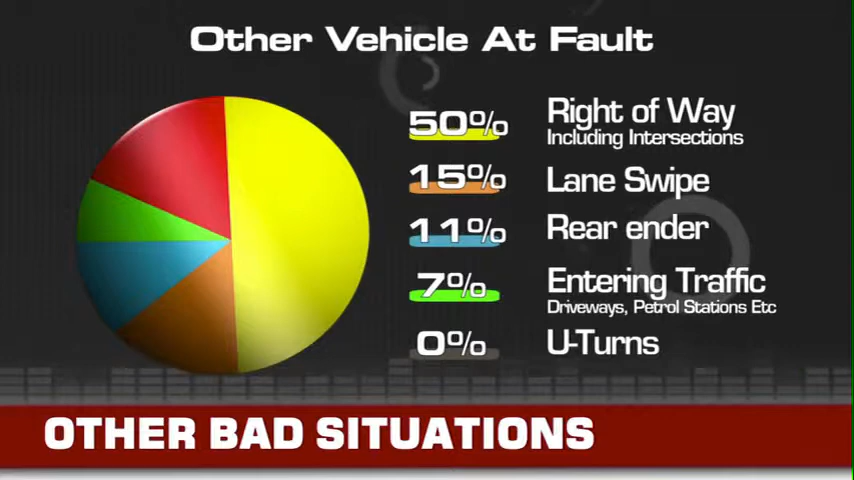 Other Vehicle At Fault
50% Right of Way
Including Intersections
15% Lane Swipe
11% Rear ender
7% Entering Traffic
Driveways, Petrol Stations Etc
0% U-Turns
OTHER BAD SITUATIONS